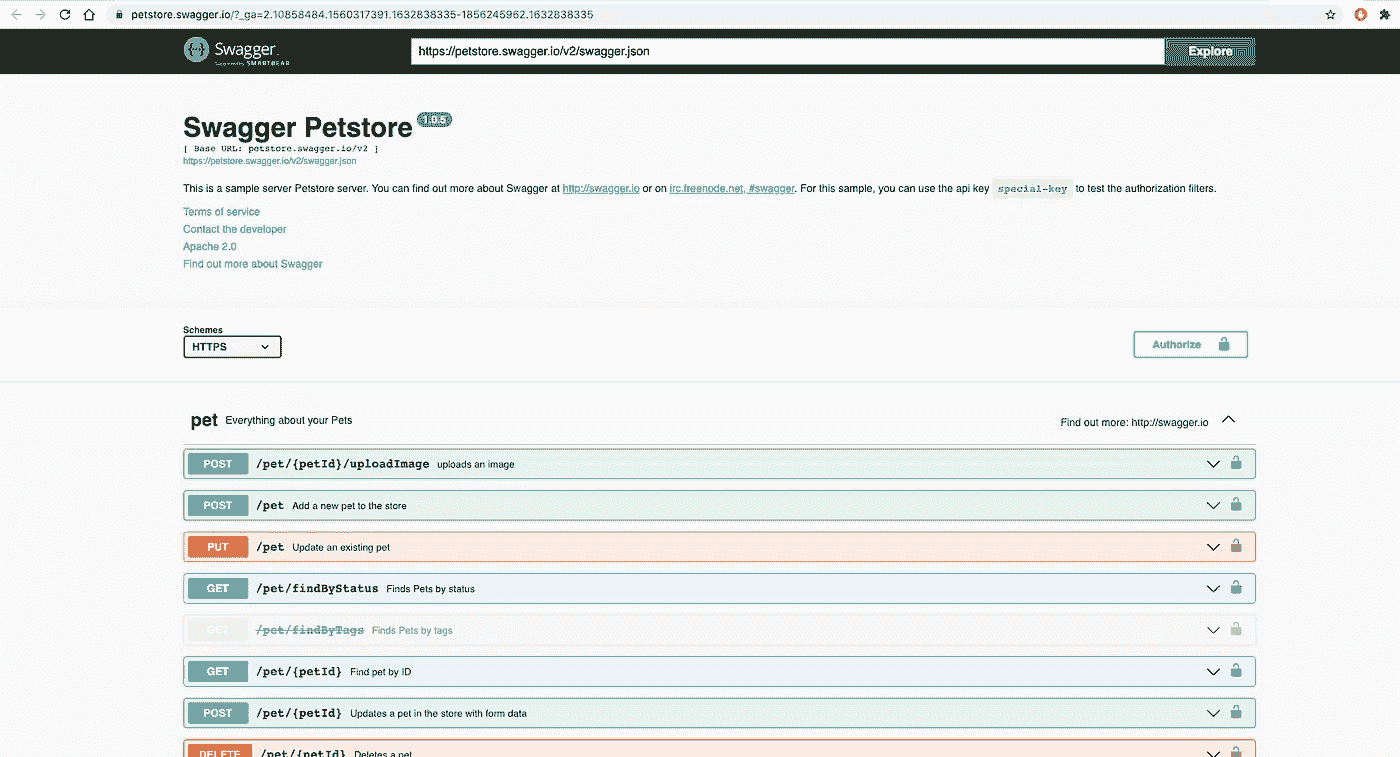 petstore.swagger.io/?_ga=2.10858484.1560317391.1632838335-1856245962.1632838335
Swagger.
Supported by SMARTBEAR
https://petstore.swagger.io/v2/swagger.json
Explore
Swagger Petstore 1.0.5
[ Base URL: petstore.swagger.io/v2 ]
https://petstore.swagger.io/v2/swagger.json
This is a sample server Petstore server. You can find out more about Swagger at http://swagger.io or on irc.freenode.net, #swagger. For this sample, you can use the api key special-key to test the authorization filters.
Terms of service
Contact the developer
Apache 2.0
Find out more about Swagger
Schemes
HTTPS
Authorize
pet Everything about your Pets
Find out more: http://swagger.io
POST /pet/{petId}/uploadImage uploads an image
POST /pet Add a new pet to the store
PUT /pet Update an existing pet
GET /pet/findByStatus Finds Pets by status
GET /pet/findByTags Finds Pets by tags
GET /pet/{petId} Find pet by ID
POST /pet/{petId} Updates a pet in the store with form data
DELETE /pet/{petId} Deletes a pet